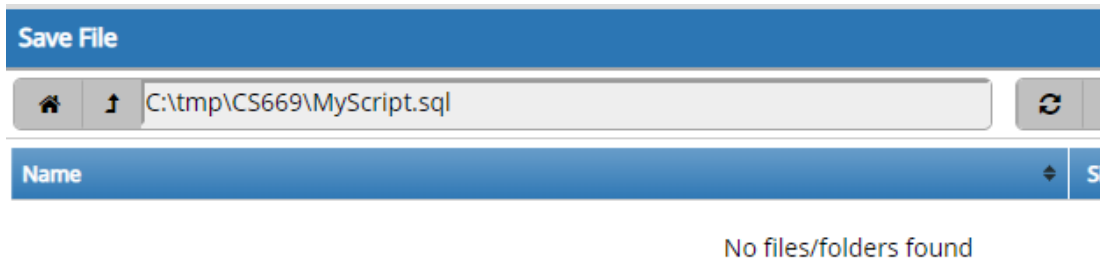 Save File
C:\tmp\CS669\MyScript.sql
Name
No files/folders found